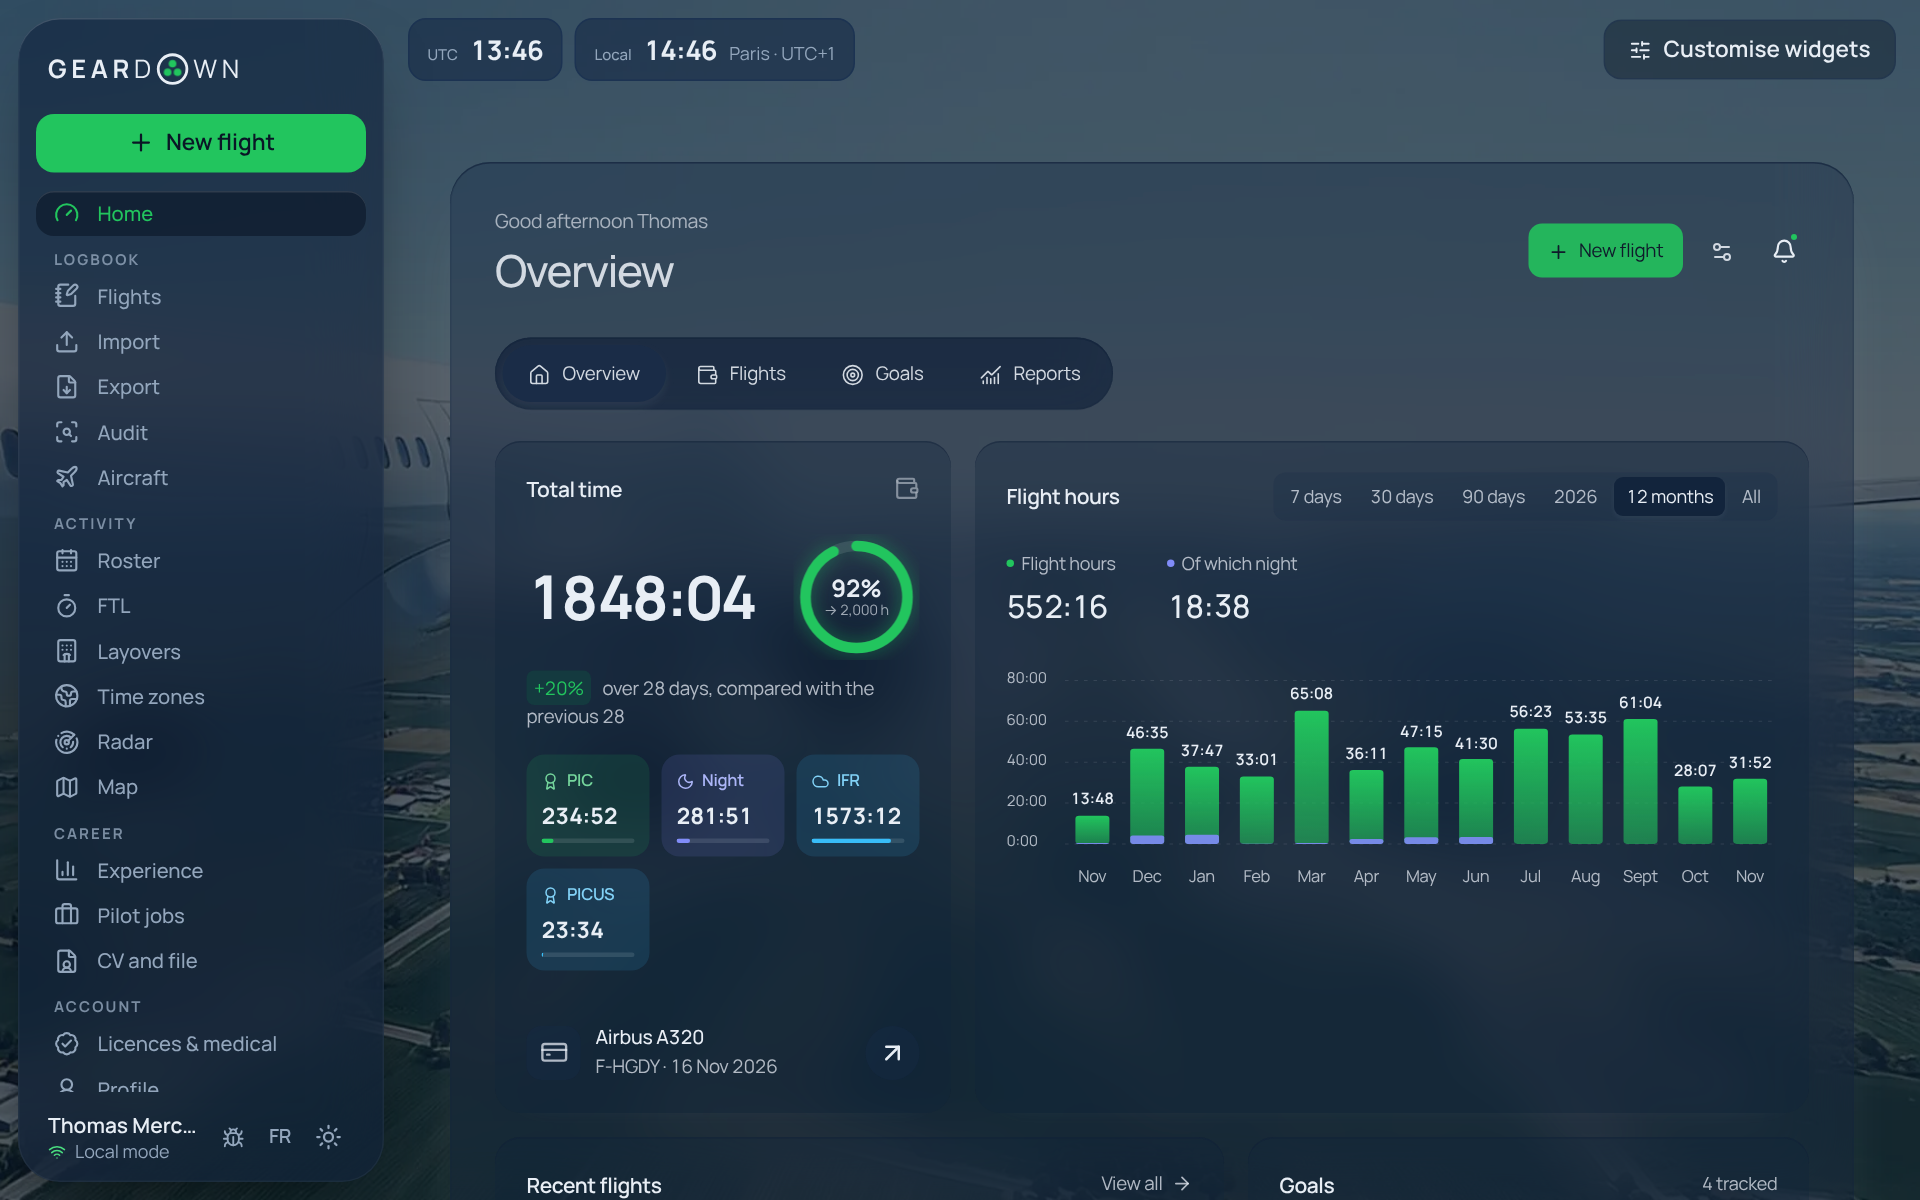 GEARDOWN
New flight
Home
LOGBOOK
Flights
Import
Export
Audit
Aircraft
ACTIVITY
Roster
FTL
Layovers
Time zones
Radar
Map
CAREER
Experience
Pilot jobs
CV and file
ACCOUNT
Licences & medical
Profile
Thomas Merc...
Local mode
FR
UTC 13:46
Local 14:46 Paris · UTC+1
Customise widgets
Good afternoon Thomas
Overview
New flight
Overview
Flights
Goals
Reports
Total time
1848:04
92%
→ 2,000 h
+20% over 28 days, compared with the
previous 28
PIC
234:52
Night
281:51
IFR
1573:12
PICUS
23:34
Airbus A320
F-HGDY · 16 Nov 2026
Flight hours
7 days 30 days 90 days 2026 12 months All
Flight hours
552:16
Of which night
18:38
80:00
60:00
40:00
20:00
0:00
13:48
46:35
37:47
33:01
65:08
36:11
47:15
41:30
56:23
53:35
61:04
28:07
31:52
Nov Dec Jan Feb Mar Apr May Jun Jul Aug Sept Oct Nov
Recent flights
View all →
Goals
4 tracked